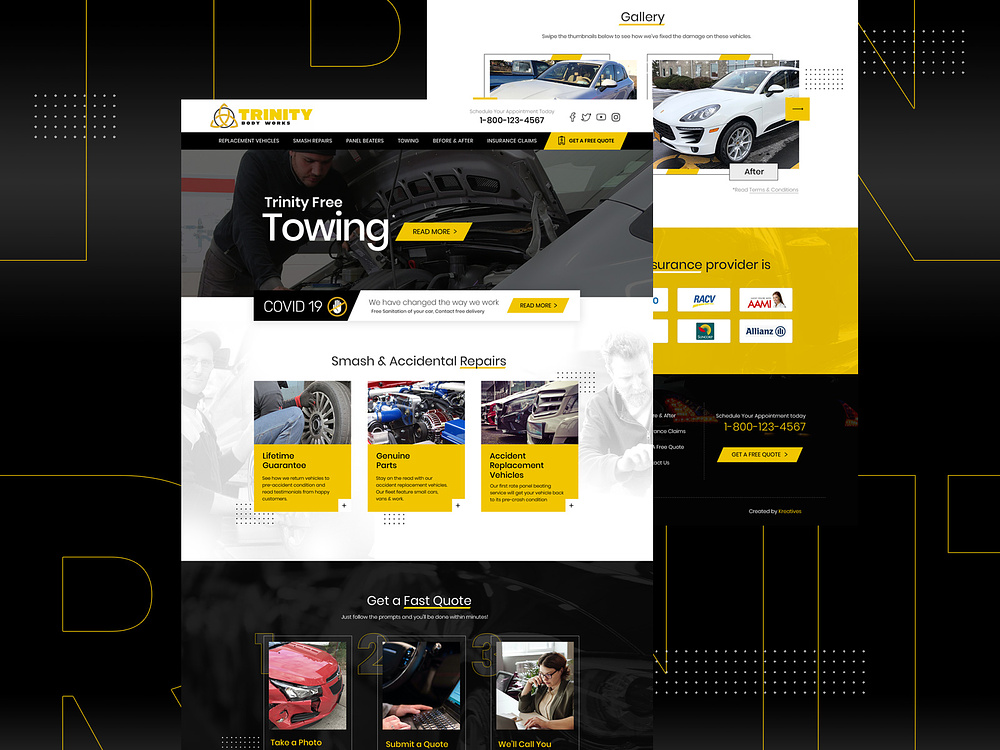 Gallery
Swipe the thumbnails below to see how we've fixed the damage on these vehicles.
After
*Read Terms & Conditions
TRINITY
BODY WORKS
Schedule Your Appointment Today
1-800-123-4567
REPLACEMENT VEHICLES SMASH REPAIRS PANEL BEATERS TOWING BEFORE & AFTER INSURANCE CLAIMS GET A FREE QUOTE
Trinity Free
Towing*
READ MORE >
COVID 19
We have changed the way we work
Free Sanitation of your car, Contact free delivery
READ MORE >
Smash & Accidental Repairs
Lifetime
Guarantee
See how we return vehicles to
pre-accident condition and
read testimonials from happy
customers.
+
Genuine
Parts
Stay on the road with our
accident replacement vehicles.
Our fleet feature small cars,
vans & work.
+
Accident
Replacement
Vehicles
Our first rate panel beating
service will get your vehicle back
to its pre-crash condition
+
Get a Fast Quote
Just follow the prompts and you'll be done within minutes!
1
2
3
Take a Photo
Submit a Quote
We'll Call You
surance provider is
RACV
AAMI
SUNCORP
Allianz
re & After
rance Claims
A Free Quote
tact Us
Schedule Your Appointment today
1-800-123-4567
GET A FREE QUOTE >
Created by Kreatives